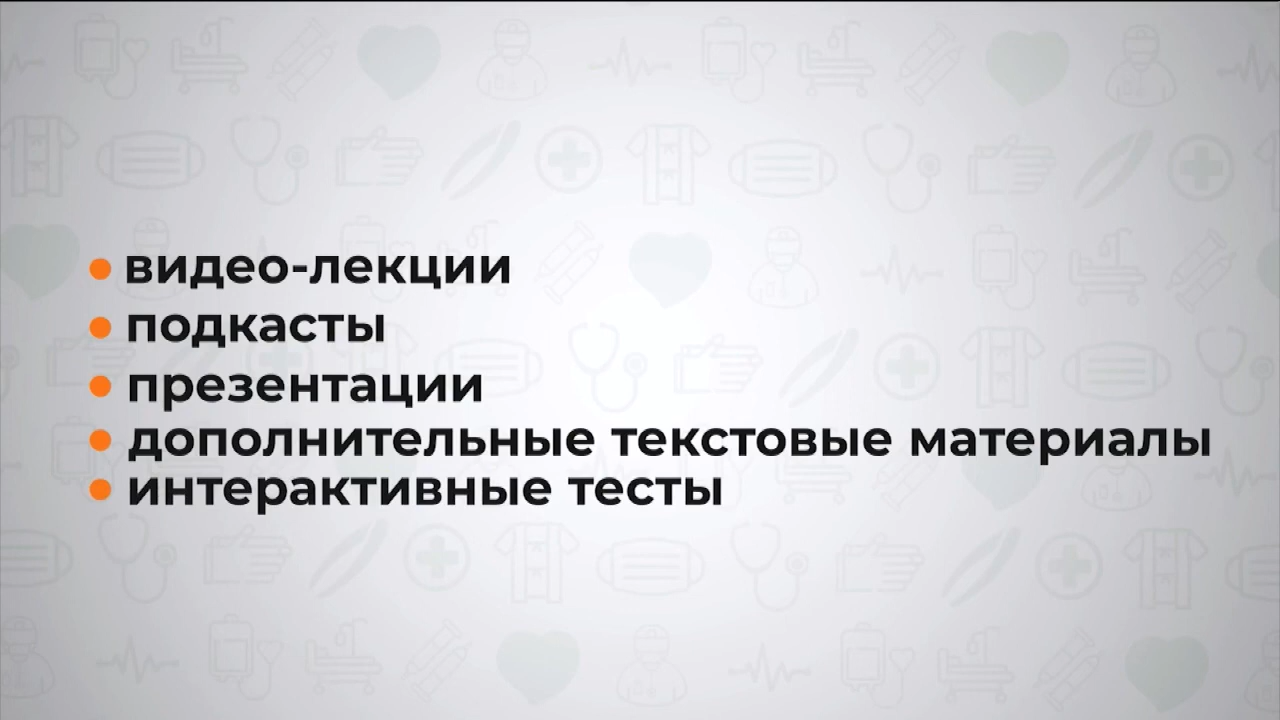 • видео-лекции
• подкасты
• презентации
• дополнительные текстовые материалы
• интерактивные тесты